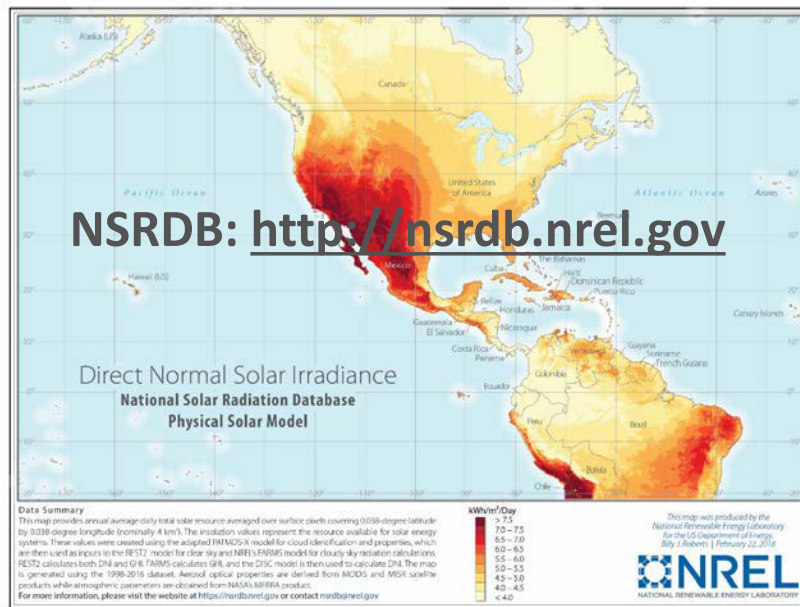 Alaska (US)
Canada
United States
of America
Pacific Ocean
Atlantic Ocean
Azores
NSRDB: http://nsrdb.nrel.gov
Mexico
The Bahamas
Hawaii (US)
Cuba
Haiti
Dominican Republic
Puerto Rico
Belize
Jamaica
Honduras
Canary Islands
Guatemala
El Salvador
Nicaragua
Costa Rica
Panama
Venezuela
Guyana
Suriname
French Guiana
Colombia
Ecuador
Peru
Brazil
Bolivia
Chile
Direct Normal Solar Irradiance
National Solar Radiation Database
Physical Solar Model
Data Summary
This map provides annual average daily total solar resource averaged over surface pixels covering 0.038-degree latitude
by 0.038-degree longitude (nominally 4 km²). The insolation values represent the resource available for solar energy
systems. These values were created using the adapted PATMOS-X model for cloud identification and properties, which
are then used as inputs to the REST2 model for clear sky and NREL's FARMS model for cloudy sky radiation calculations.
REST2 calculates both DNI and GHI, FARMS calculates GHI, and the DISC model is then used to calculate DNI. The map
is generated using the 1998-2016 dataset. Aerosol optical properties are derived from MODIS and MISR satellite
products while atmospheric parameters are obtained from NASA MERRA product.
For more information, please visit the website at https://nsrdb.nrel.gov or contact nsrdb@nrel.gov
kWh/m²/Day
> 7.5
7.0 – 7.5
6.5 – 7.0
6.0 – 6.5
5.5 – 6.0
5.0 – 5.5
4.5 – 5.0
4.0 – 4.5
< 4.0
This map was produced by the
National Renewable Energy Laboratory
for the US Department of Energy.
Billy J. Roberts | February 22, 2018
NREL
NATIONAL RENEWABLE ENERGY LABORATORY